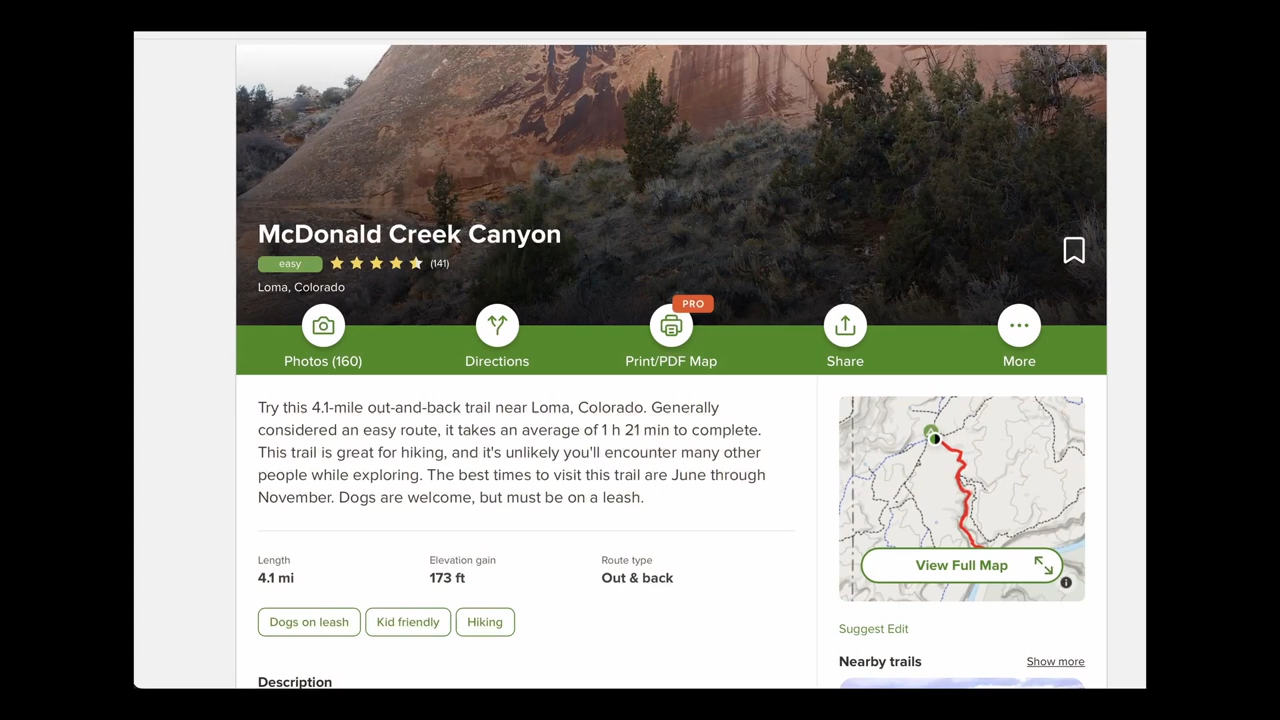 McDonald Creek Canyon
easy (141)
Loma, Colorado
PRO
Photos (160) Directions Print/PDF Map Share More
Try this 4.1-mile out-and-back trail near Loma, Colorado. Generally
considered an easy route, it takes an average of 1 h 21 min to complete.
This trail is great for hiking, and it's unlikely you'll encounter many other
people while exploring. The best times to visit this trail are June through
November. Dogs are welcome, but must be on a leash.
Length Elevation gain Route type
4.1 mi 173 ft Out & back
Dogs on leash Kid friendly Hiking
Description
View Full Map
Suggest Edit
Nearby trails Show more